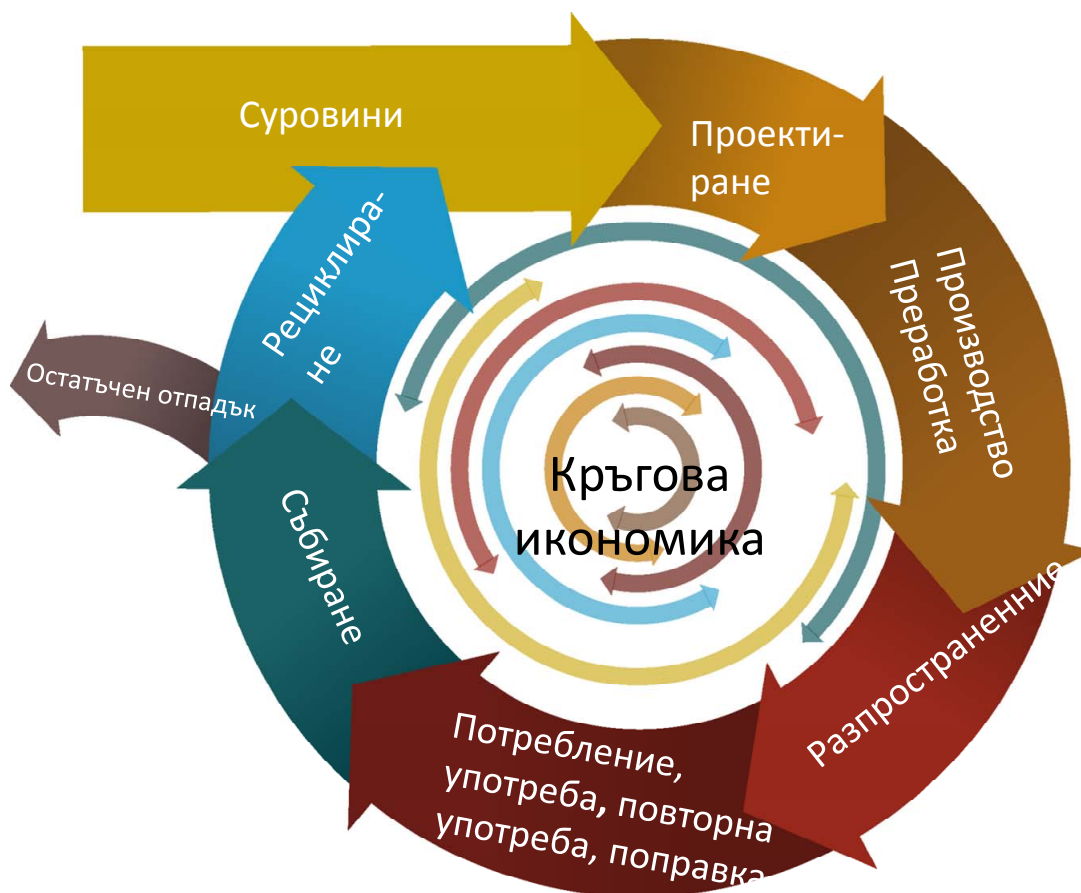 Суровини
Проекти-
ране
Производство
Преработка
Разпространенние
Потребление,
употреба, повторна
употреба, поправка
Събиране
Остатъчен отпадък
Рециклира-
не
Кръгова
икономика